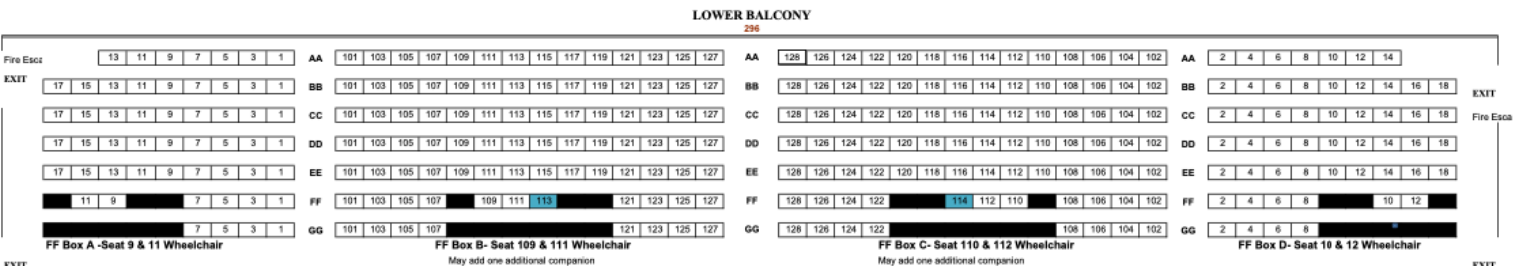 LOWER BALCONY
296
Fire Esca 13 11 9 7 5 3 1 AA 101 103 105 107 109 111 113 115 117 119 121 123 125 127 AA 128 126 124 122 120 118 116 114 112 110 108 106 104 102 AA 2 4 6 8 10 12 14
EXIT
17 15 13 11 9 7 5 3 1 BB 101 103 105 107 109 111 113 115 117 119 121 123 125 127 BB 128 126 124 122 120 118 116 114 112 110 108 106 104 102 BB 2 4 6 8 10 12 14 16 18
EXIT
17 15 13 11 9 7 5 3 1 CC 101 103 105 107 109 111 113 115 117 119 121 123 125 127 CC 128 126 124 122 120 118 116 114 112 110 108 106 104 102 CC 2 4 6 8 10 12 14 16 18 Fire Esca
17 15 13 11 9 7 5 3 1 DD 101 103 105 107 109 111 113 115 117 119 121 123 125 127 DD 128 126 124 122 120 118 116 114 112 110 108 106 104 102 DD 2 4 6 8 10 12 14 16 18
17 15 13 11 9 7 5 3 1 EE 101 103 105 107 109 111 113 115 117 119 121 123 125 127 EE 128 126 124 122 120 118 116 114 112 110 108 106 104 102 EE 2 4 6 8 10 12 14 16 18
11 9 7 5 3 1 FF 101 103 105 107 109 111 113 121 123 125 127 FF 128 126 124 122 114 112 110 108 106 104 102 FF 2 4 6 8 10 12
7 5 3 1 GG 101 103 105 107 121 123 125 127 GG 128 126 124 122 108 106 104 102 GG 2 4 6 8
FF Box A -Seat 9 & 11 Wheelchair FF Box B- Seat 109 & 111 Wheelchair FF Box C- Seat 110 & 112 Wheelchair FF Box D- Seat 10 & 12 Wheelchair
EXIT May add one additional companion May add one additional companion EXIT